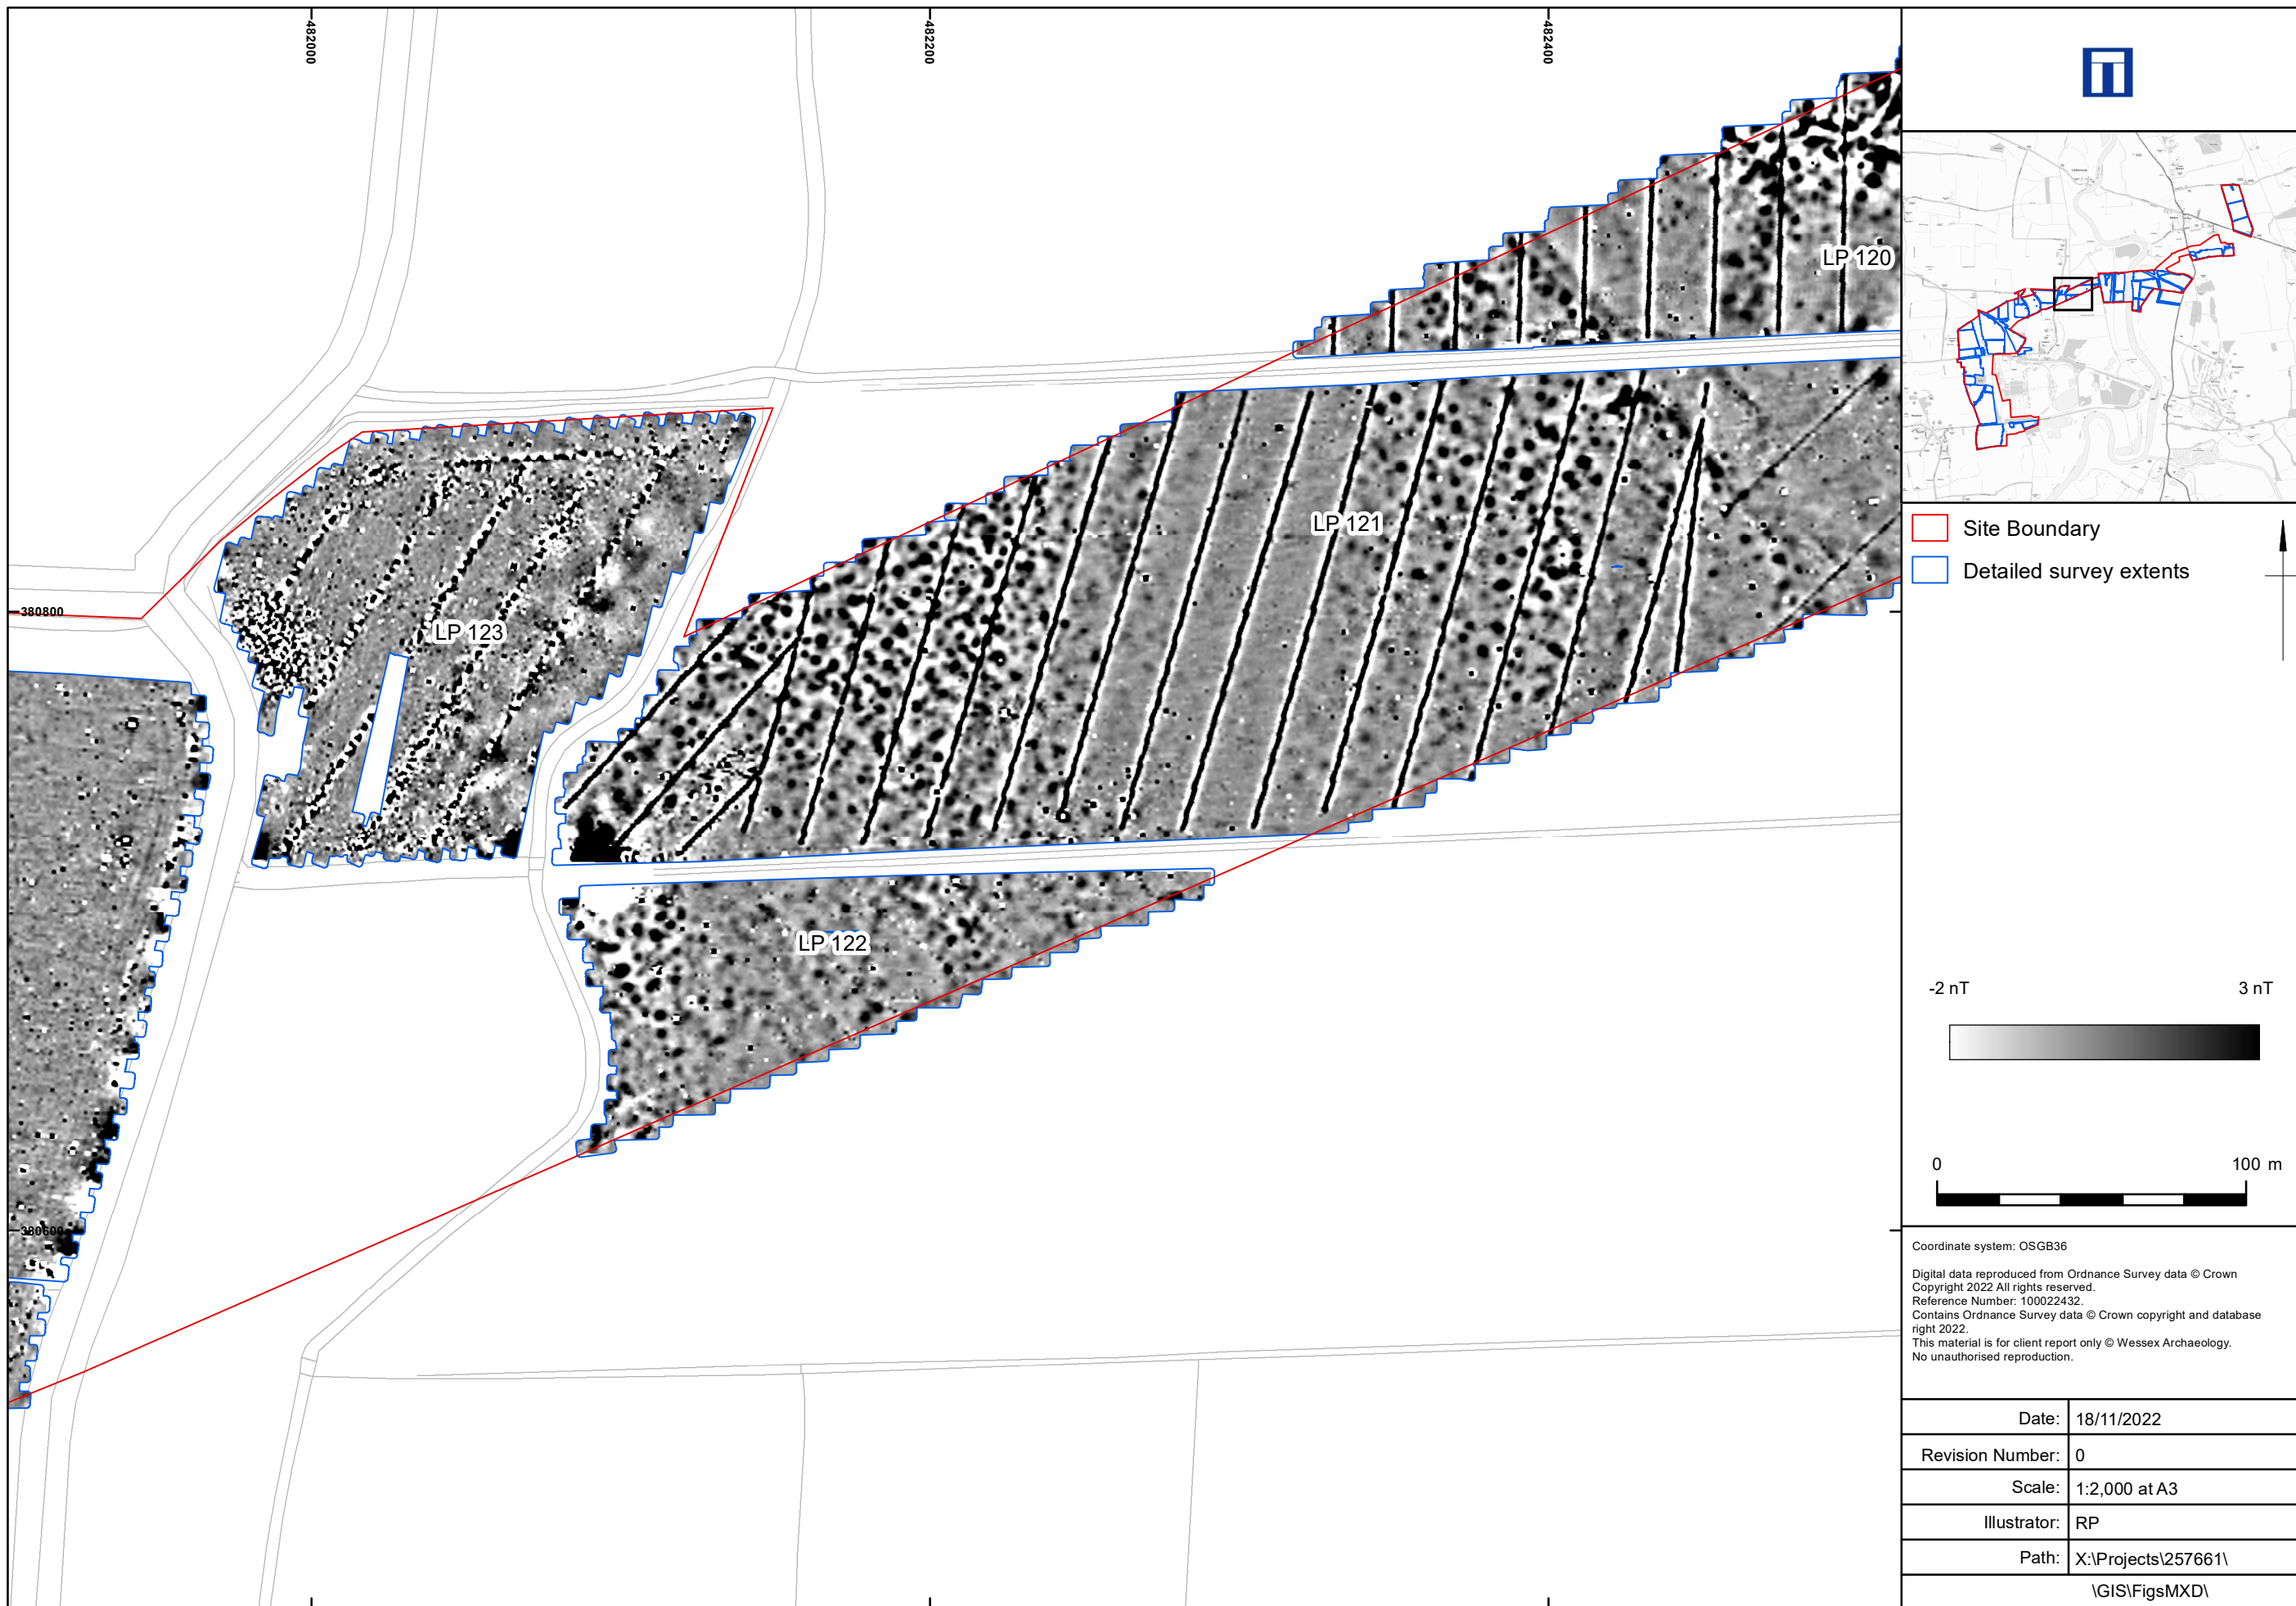 482000
482200
482400
LP 120
LP 121
LP 123
LP 122
380800
380600
Site Boundary
Detailed survey extents
-2 nT
3 nT
0
100 m
Coordinate system: OSGB36
Digital data reproduced from Ordnance Survey data © Crown
Copyright 2022 All rights reserved.
Reference Number: 100022432.
Contains Ordnance Survey data © Crown copyright and database
right 2022.
This material is for client report only © Wessex Archaeology.
No unauthorised reproduction.
Date: 18/11/2022
Revision Number: 0
Scale: 1:2,000 at A3
Illustrator: RP
Path: X:\Projects\257661\
\GIS\FigsMXD\